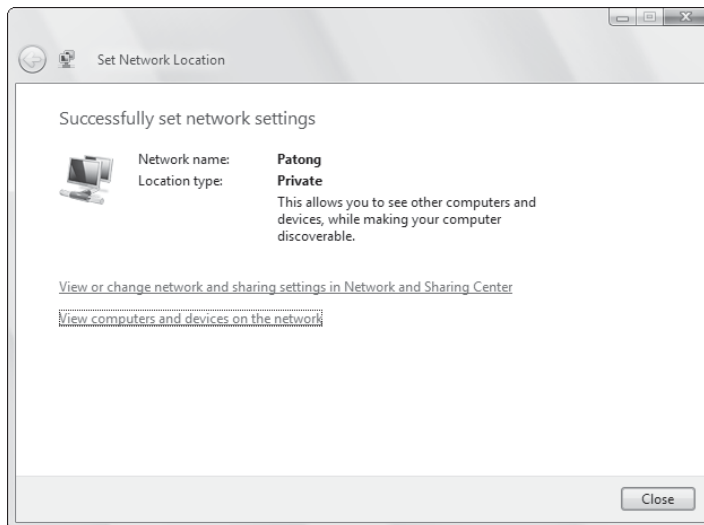 Set Network Location
Successfully set network settings
Network name: Patong
Location type: Private
This allows you to see other computers and
devices, while making your computer
discoverable.
View or change network and sharing settings in Network and Sharing Center
View computers and devices on the network
Close